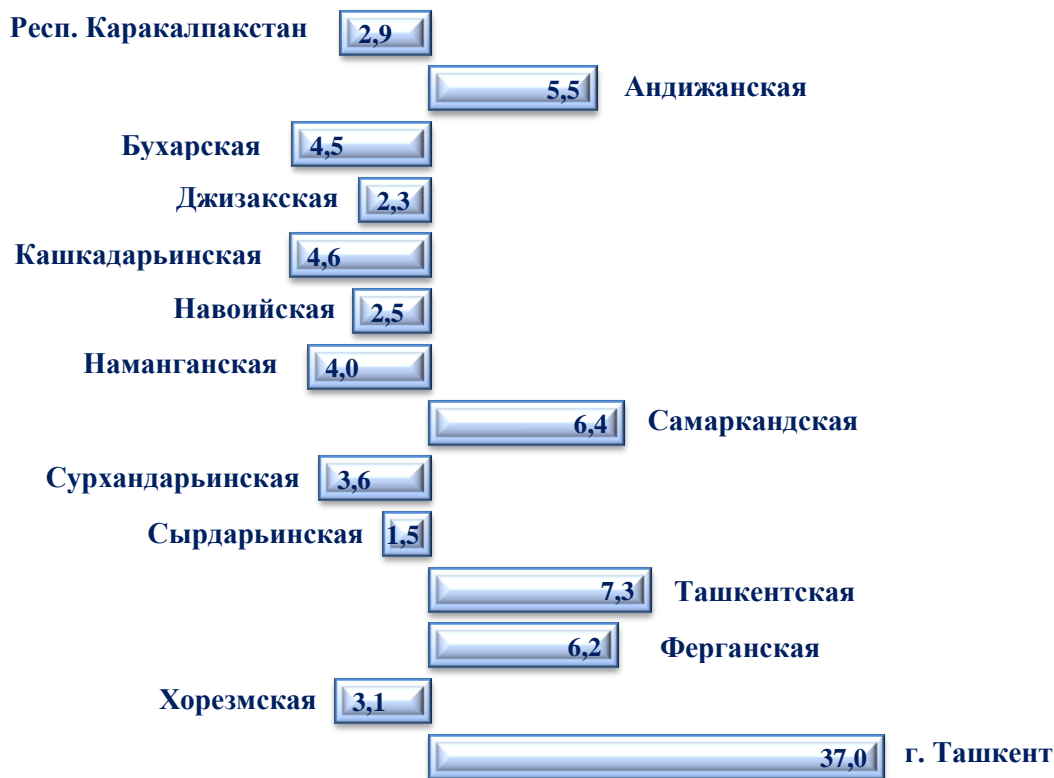 Респ. Каракалпакстан 2,9
5,5 Андижанская
Бухарская 4,5
Джизакская 2,3
Кашкадарьинская 4,6
Навоийская 2,5
Наманганская 4,0
6,4 Самаркандская
Сурхандарьинская 3,6
Сырдарьинская 1,5
7,3 Ташкентская
6,2 Ферганская
Хорезмская 3,1
37,0 г. Ташкент